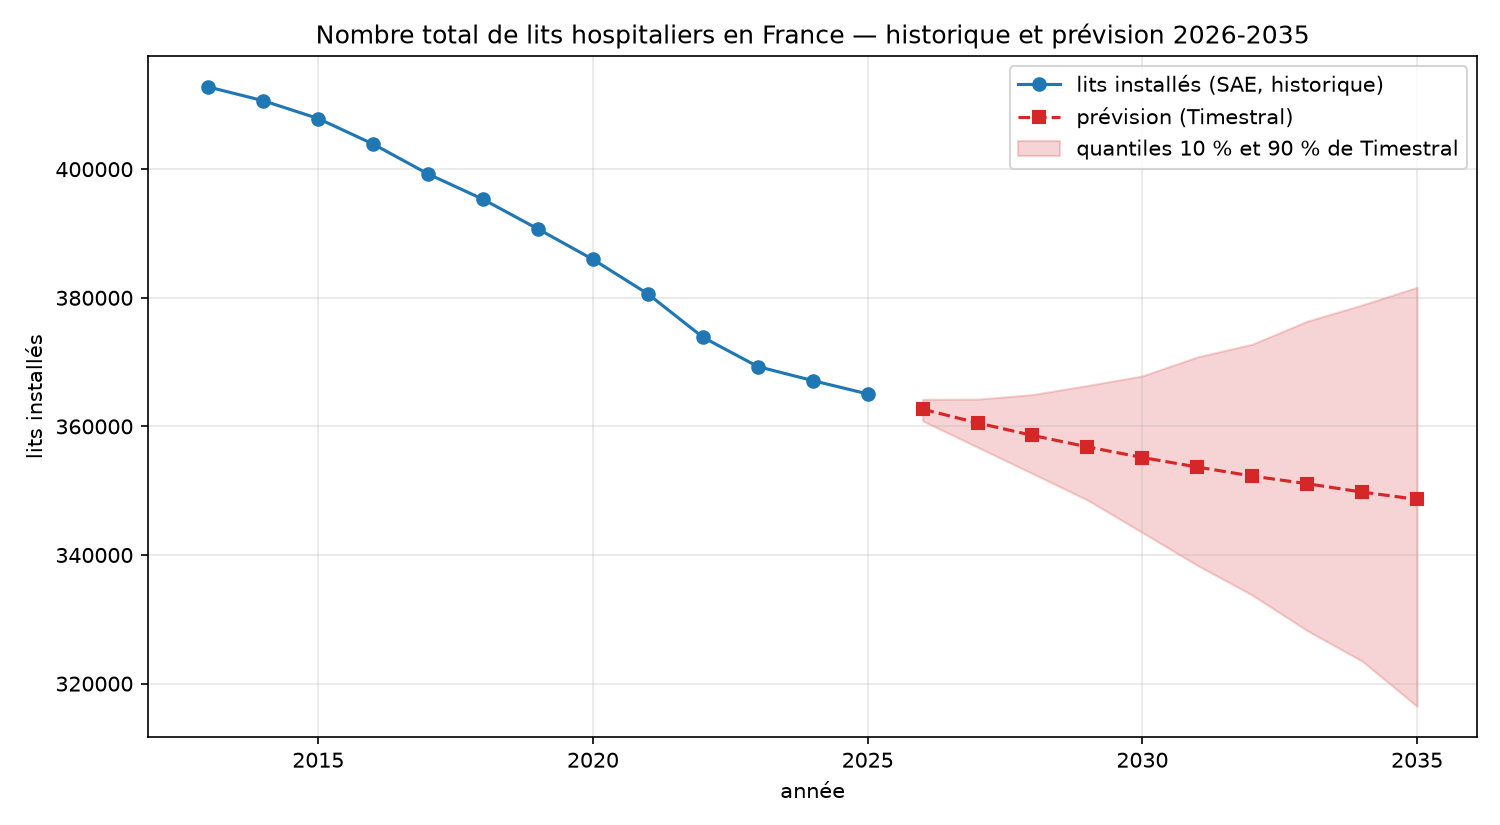 Nombre total de lits hospitaliers en France — historique et prévision 2026-2035
lits installés (SAE, historique)
prévision (Timestral)
quantiles 10 % et 90 % de Timestral
lits installés
400000
380000
360000
340000
320000
2015
2020
2025
2030
2035
année